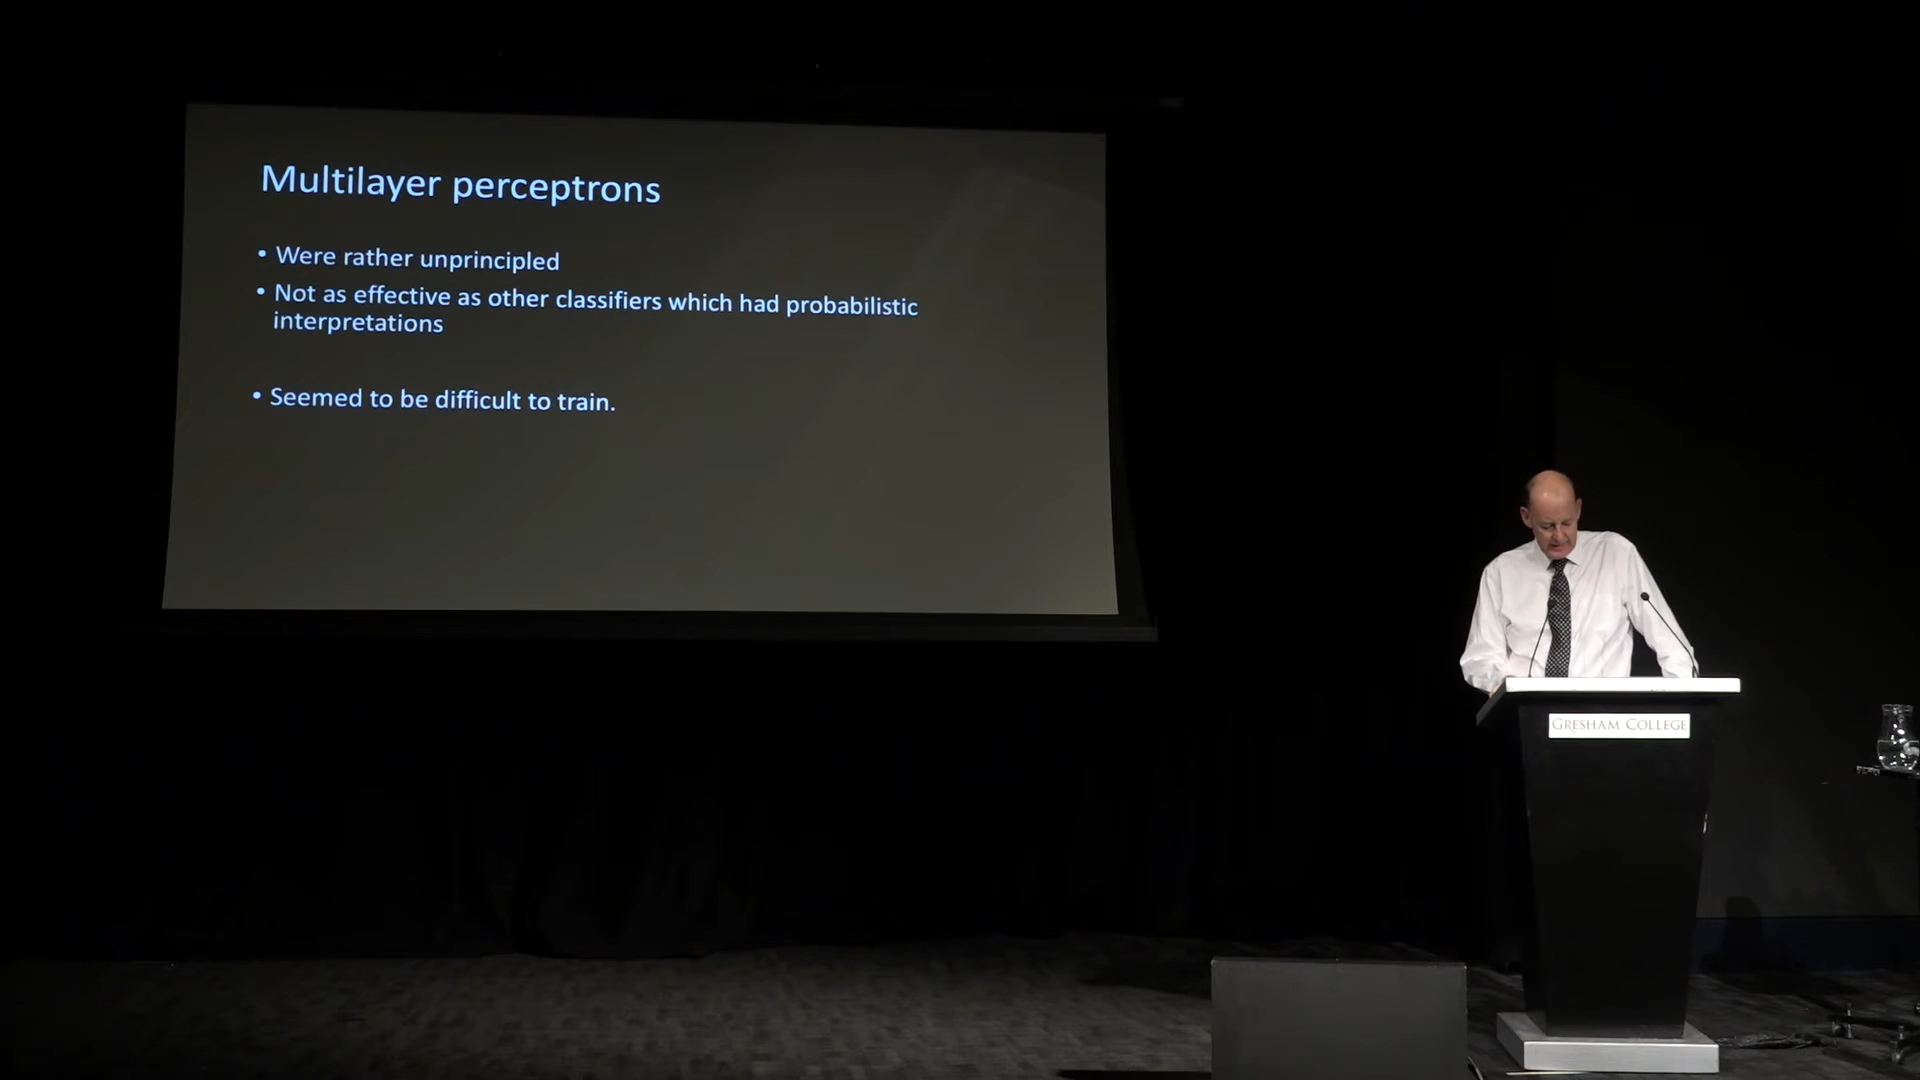 Multilayer perceptrons
• Were rather unprincipled
• Not as effective as other classifiers which had probabilistic
interpretations
• Seemed to be difficult to train.
GRESHAM COLLEGE